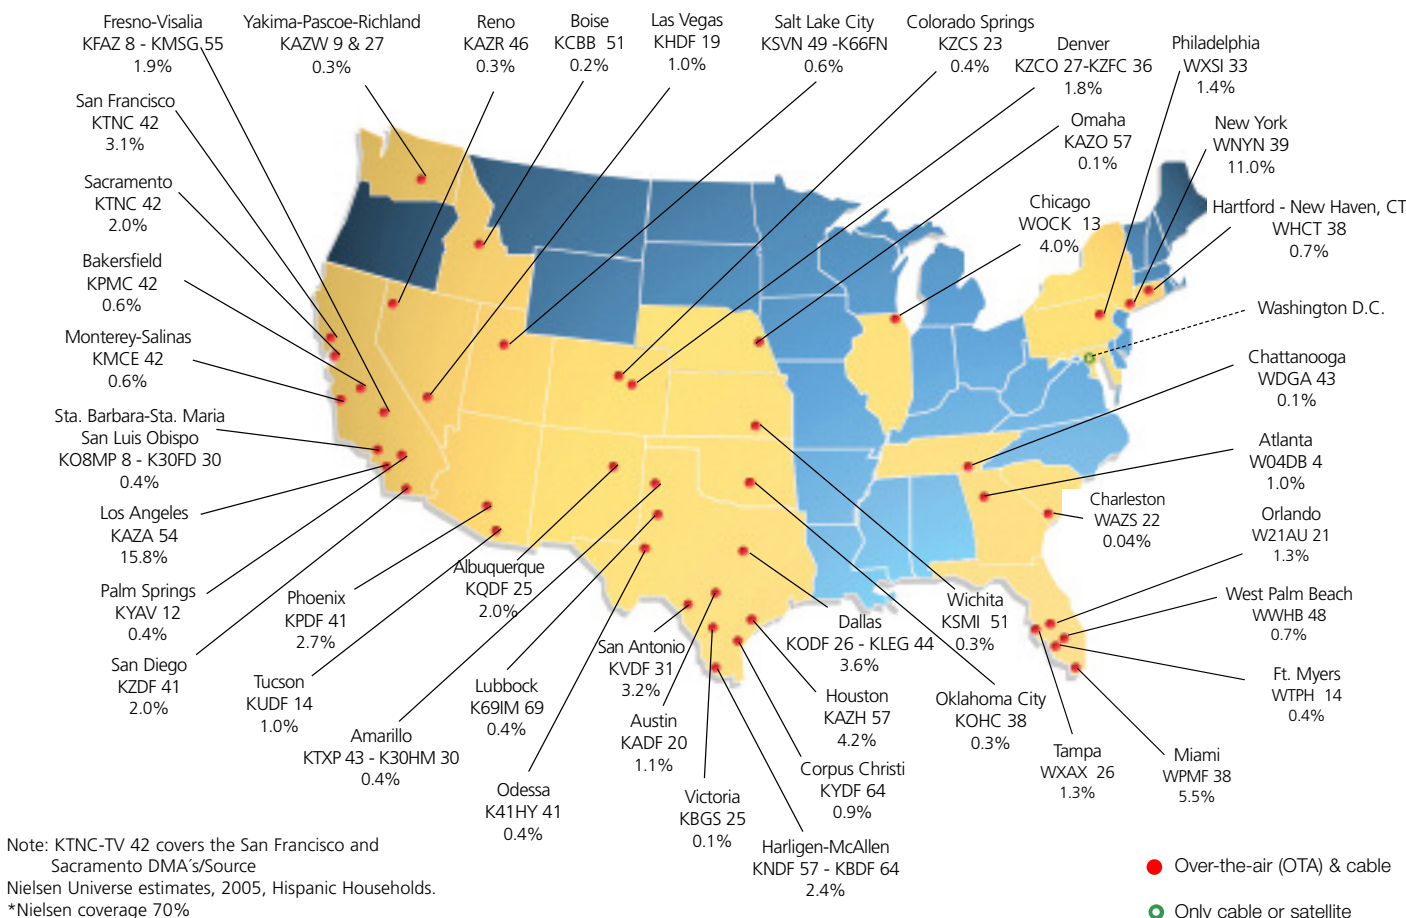 Fresno-Visalia
KFAZ 8 - KMSG 55
1.9%
Yakima-Pascoe-Richland
KAZW 9 & 27
0.3%
Reno
KAZR 46
0.3%
Boise
KCBB 51
0.2%
Las Vegas
KHDF 19
1.0%
Salt Lake City
KSVN 49 -K66FN
0.6%
Colorado Springs
KZCS 23
0.4%
Denver
KZCO 27-KZFC 36
1.8%
Philadelphia
WXSI 33
1.4%
San Francisco
KTNC 42
3.1%
Omaha
KAZO 57
0.1%
New York
WNYN 39
11.0%
Sacramento
KTNC 42
2.0%
Chicago
WOCK 13
4.0%
Hartford - New Haven, CT
WHCT 38
0.7%
Bakersfield
KPMC 42
0.6%
Washington D.C.
Monterey-Salinas
KMCE 42
0.6%
Chattanooga
WDGA 43
0.1%
Sta. Barbara-Sta. Maria
San Luis Obispo
KO8MP 8 - K30FD 30
0.4%
Atlanta
W04DB 4
1.0%
Los Angeles
KAZA 54
15.8%
Charleston
WAZS 22
0.04%
Orlando
W21AU 21
1.3%
Palm Springs
KYAV 12
0.4%
Phoenix
KPDF 41
2.7%
Albuquerque
KQDF 25
2.0%
Wichita
KSMI 51
0.3%
West Palm Beach
WWHB 48
0.7%
San Diego
KZDF 41
2.0%
Tucson
KUDF 14
1.0%
Lubbock
K69IM 69
0.4%
San Antonio
KVDF 31
3.2%
Dallas
KODF 26 - KLEG 44
3.6%
Ft. Myers
WTPH 14
0.4%
Amarillo
KTXP 43 - K30HM 30
0.4%
Austin
KADF 20
1.1%
Houston
KAZH 57
4.2%
Oklahoma City
KOHC 38
0.3%
Tampa
WXAX 26
1.3%
Miami
WPMF 38
5.5%
Odessa
K41HY 41
0.4%
Victoria
KBGS 25
0.1%
Corpus Christi
KYDF 64
0.9%
Harligen-McAllen
KNDF 57 - KBDF 64
2.4%
Note: KTNC-TV 42 covers the San Francisco and
Sacramento DMA´s/Source
Nielsen Universe estimates, 2005, Hispanic Households.
*Nielsen coverage 70%
Over-the-air (OTA) & cable
Only cable or satellite